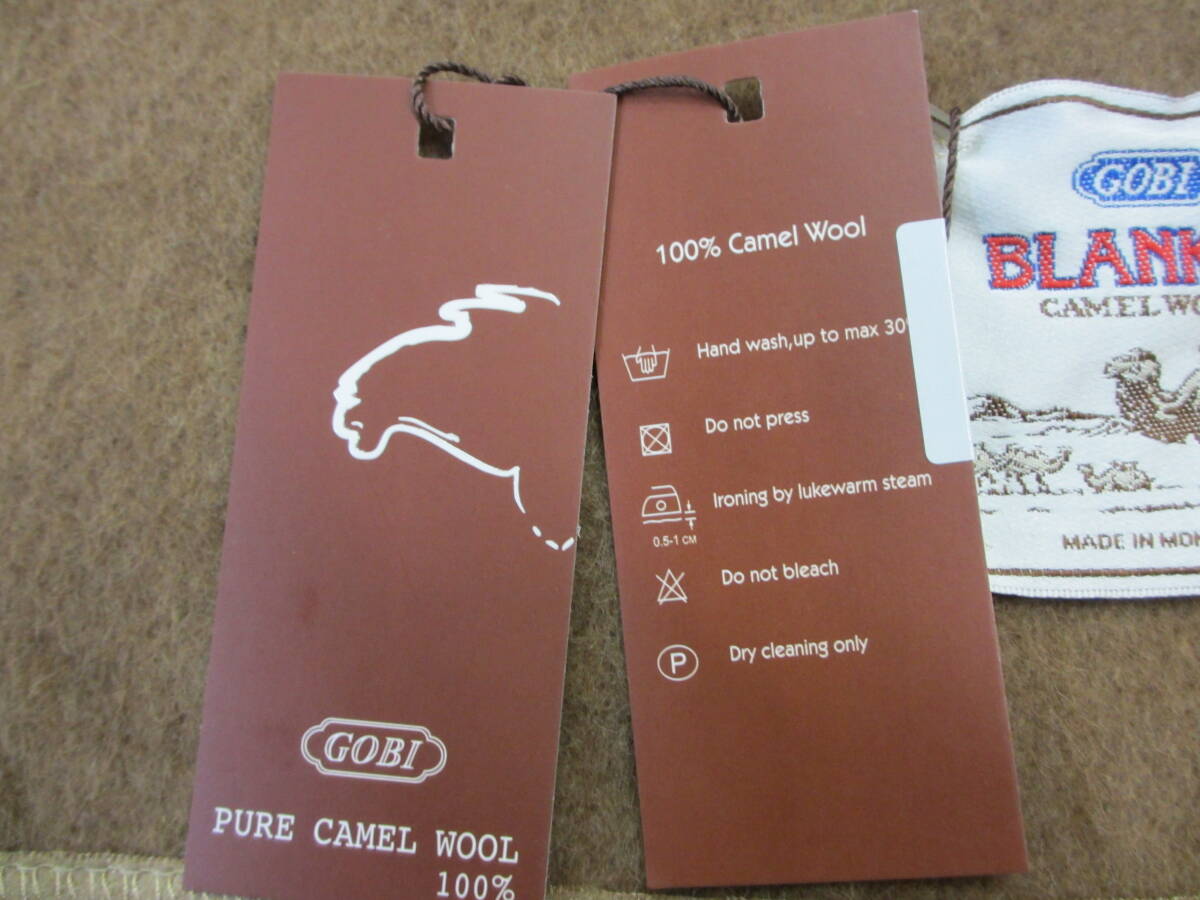 GOBI
PURE CAMEL WOOL
100%
100% Camel Wool
Hand wash,up to max 30°
Do not press
Ironing by lukewarm steam
0.5-1 CM
Do not bleach
P
Dry cleaning only
GOBI
BLANK
CAMEL W
MADE IN MON